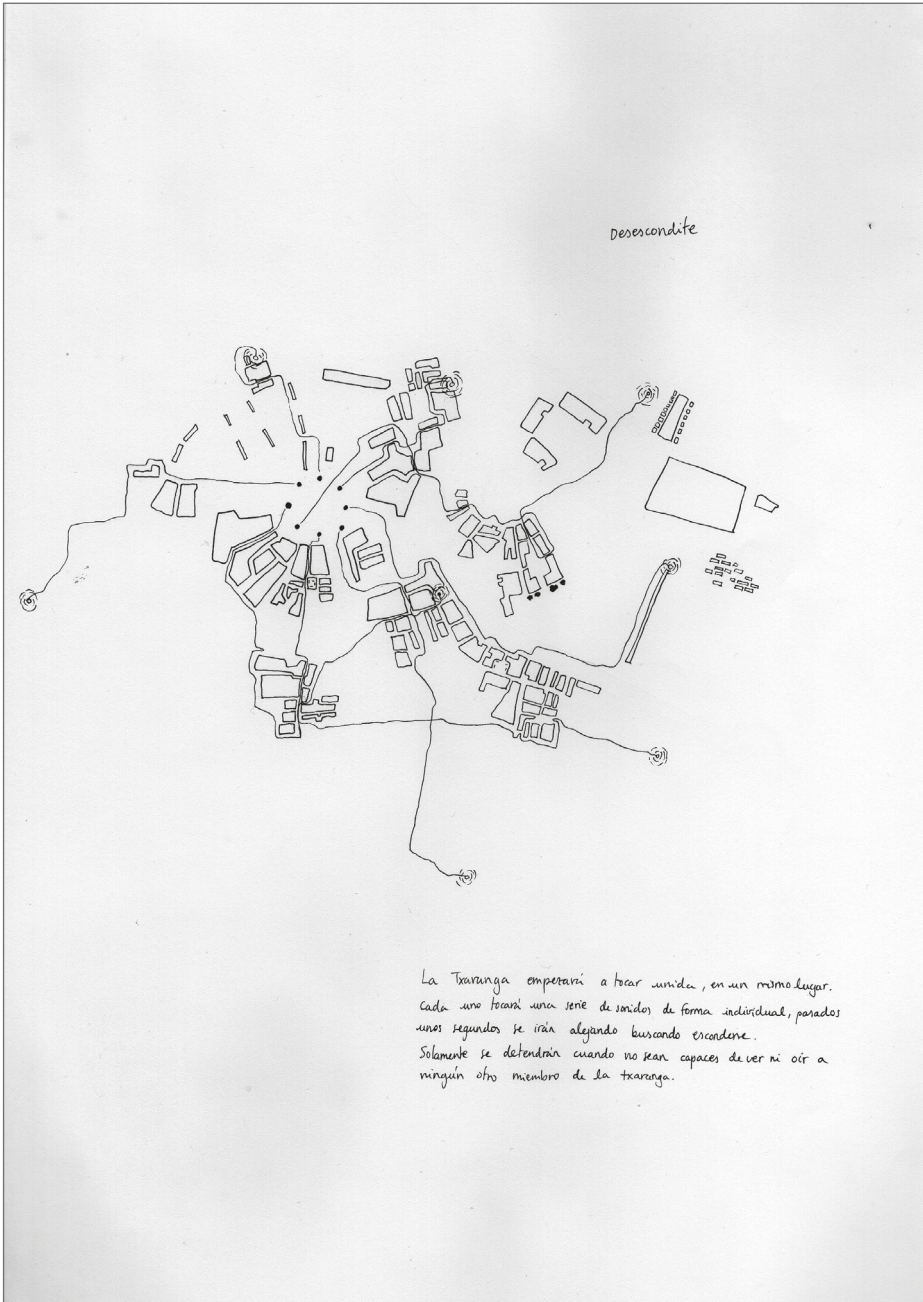 Desescondite
La Txaranga empezará a tocar unida, en un mismo lugar.
Cada uno tocará una serie de sonidos de forma individual, pasados
unos segundos se irán alejando buscando esconderse.
Solamente se detendrán cuando no sean capaces de ver ni oír a
ningún otro miembro de la txaranga.